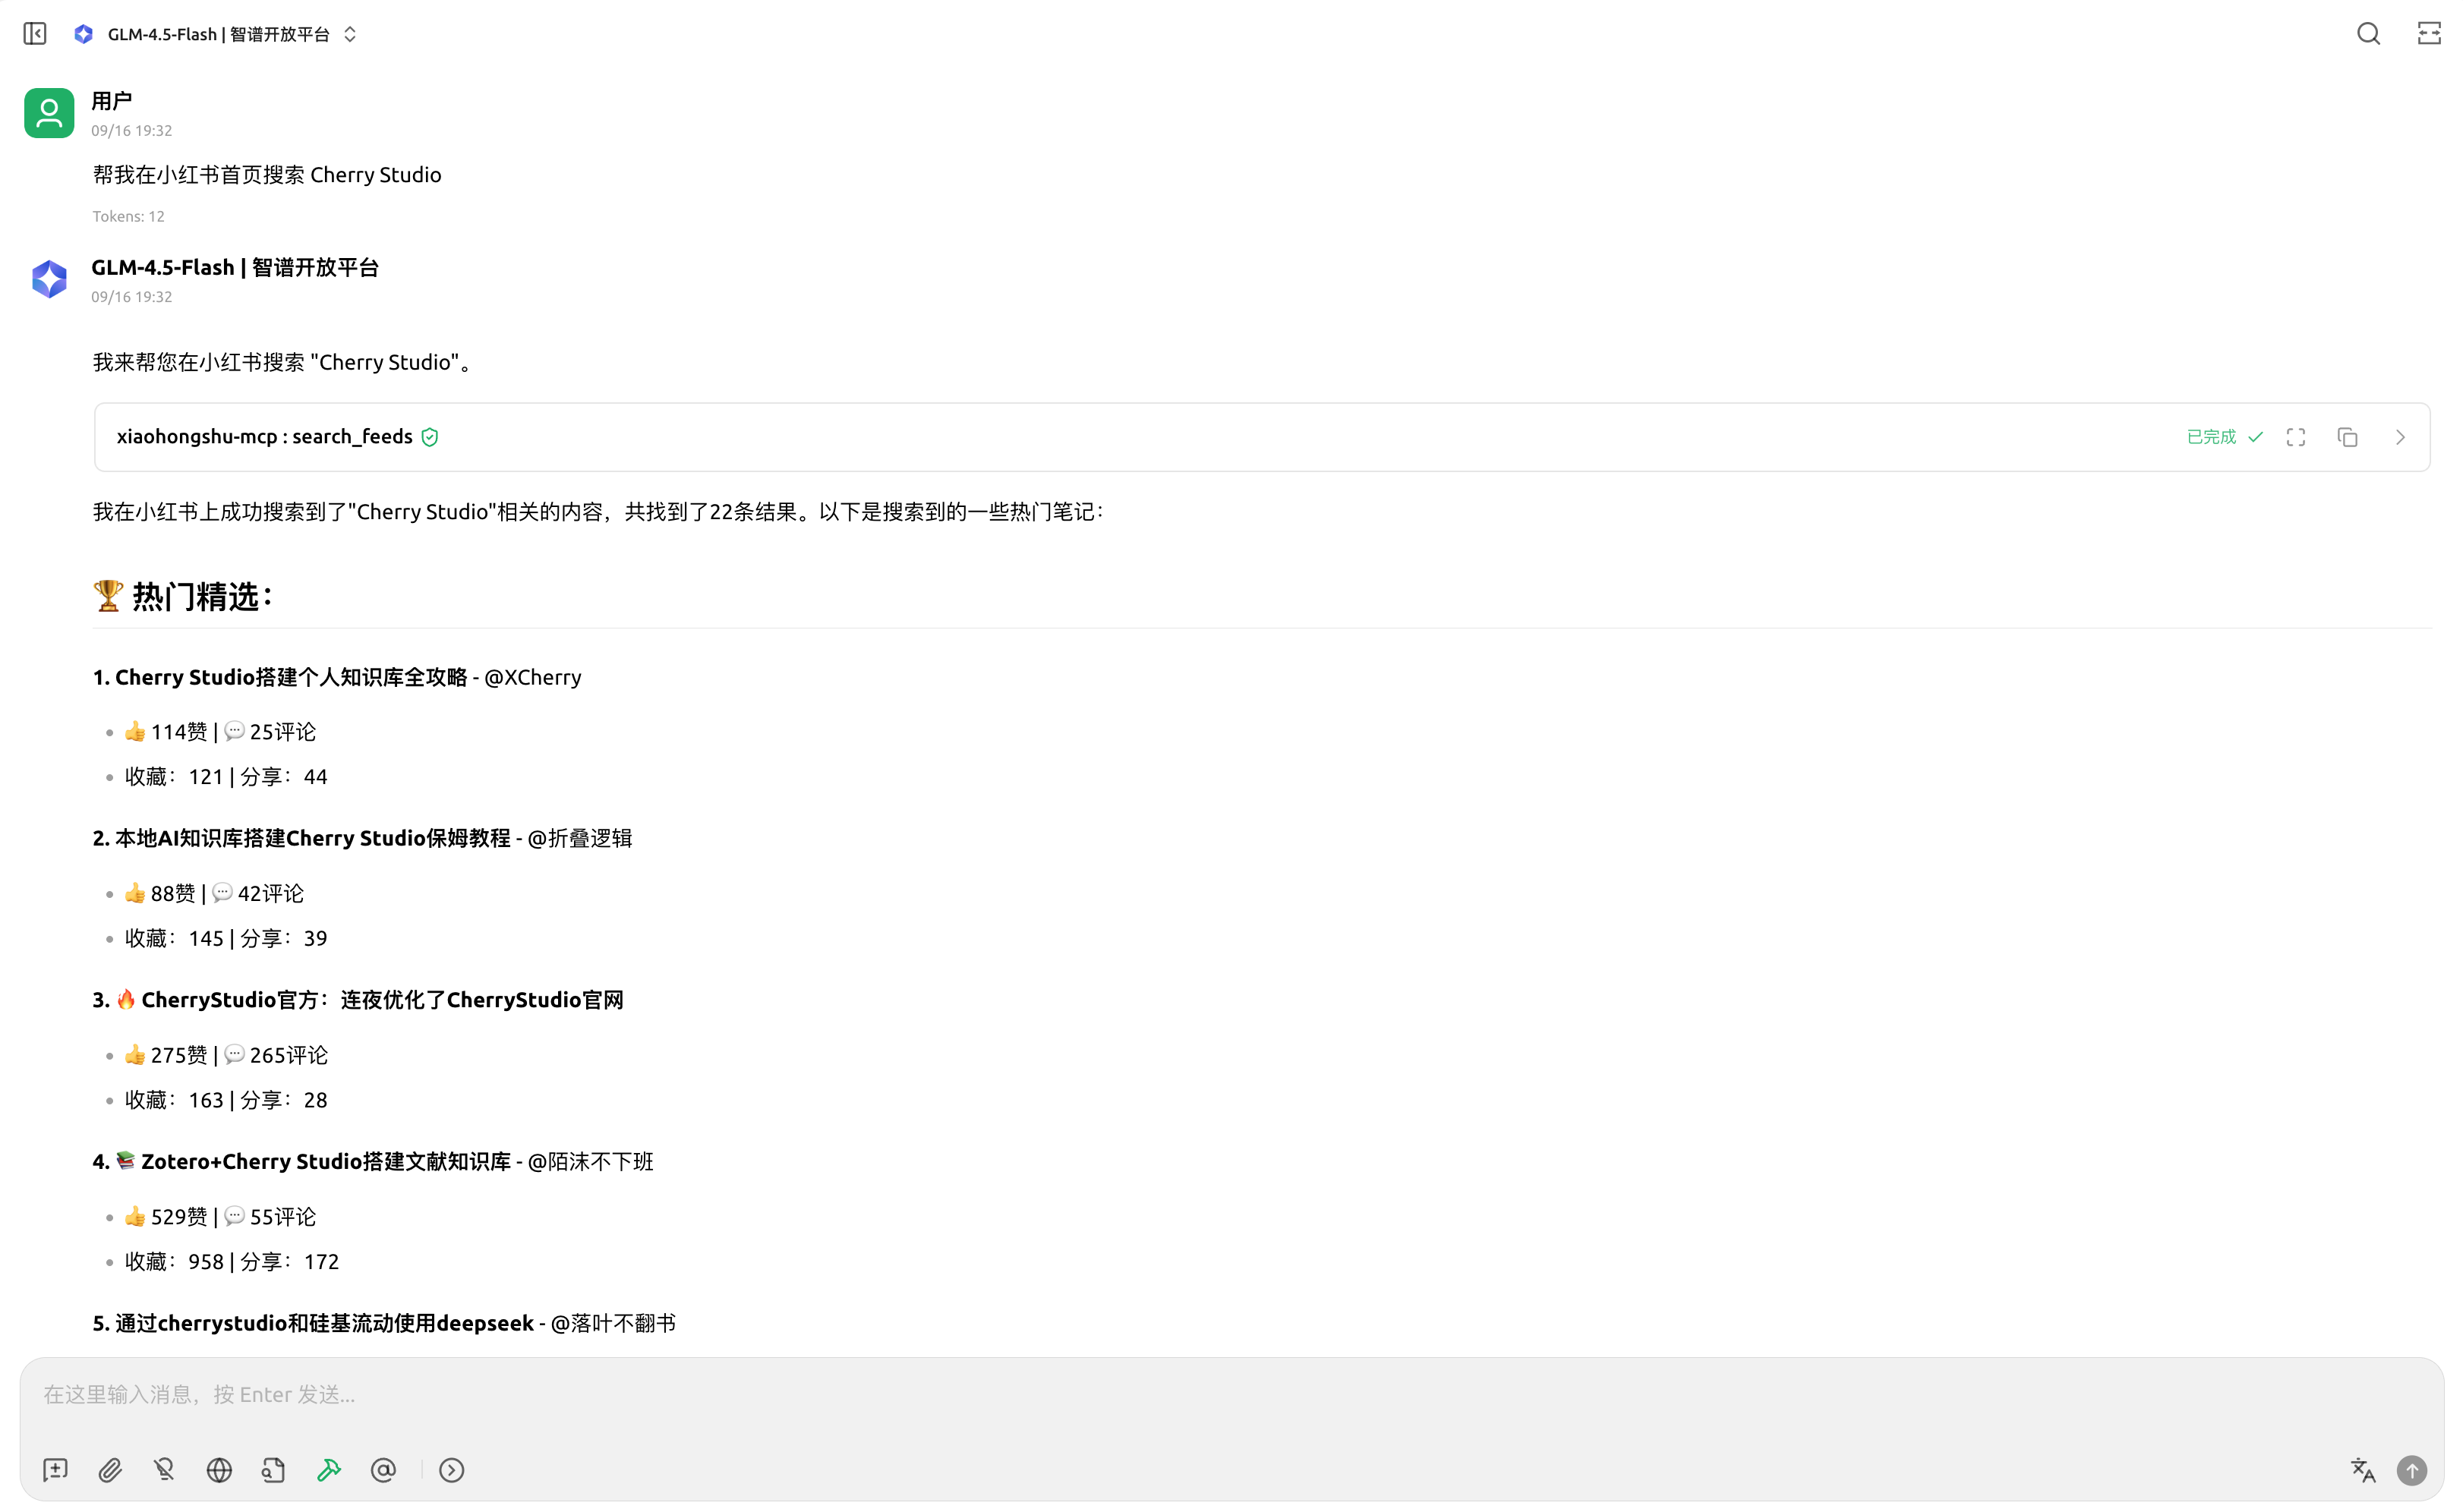 GLM-4.5-Flash | 智谱开放平台
用户
09/16 19:32
帮我在小红书首页搜索 Cherry Studio
Tokens: 12
GLM-4.5-Flash | 智谱开放平台
09/16 19:32
我来帮您在小红书搜索 "Cherry Studio"。
xiaohongshu-mcp : search_feeds 已完成
我在小红书上成功搜索到了"Cherry Studio"相关的内容，共找到了22条结果。以下是搜索到的一些热门笔记：
🏆 热门精选：
1. Cherry Studio搭建个人知识库全攻略 - @XCherry
• 👍 114赞 | 💬 25评论
• 收藏：121 | 分享：44
2. 本地AI知识库搭建Cherry Studio保姆教程 - @折叠逻辑
• 👍 88赞 | 💬 42评论
• 收藏：145 | 分享：39
3. 🔥 CherryStudio官方：连夜优化了CherryStudio官网
• 👍 275赞 | 💬 265评论
• 收藏：163 | 分享：28
4. 📚 Zotero+Cherry Studio搭建文献知识库 - @陌沫不下班
• 👍 529赞 | 💬 55评论
• 收藏：958 | 分享：172
5. 通过cherrystudio和硅基流动使用deepseek - @落叶不翻书
在这里输入消息，按 Enter 发送...